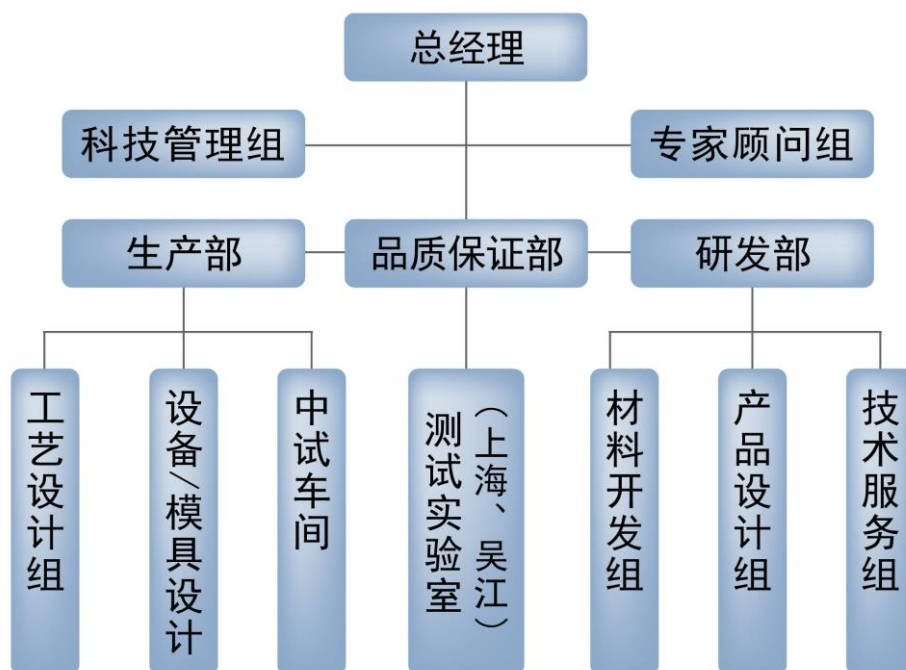 总经理
科技管理组
专家顾问组
生产部
品质保证部
研发部
工艺设计组
设备/模具设计
中试车间
测试实验室
（上海、吴江）
材料开发组
产品设计组
技术服务组